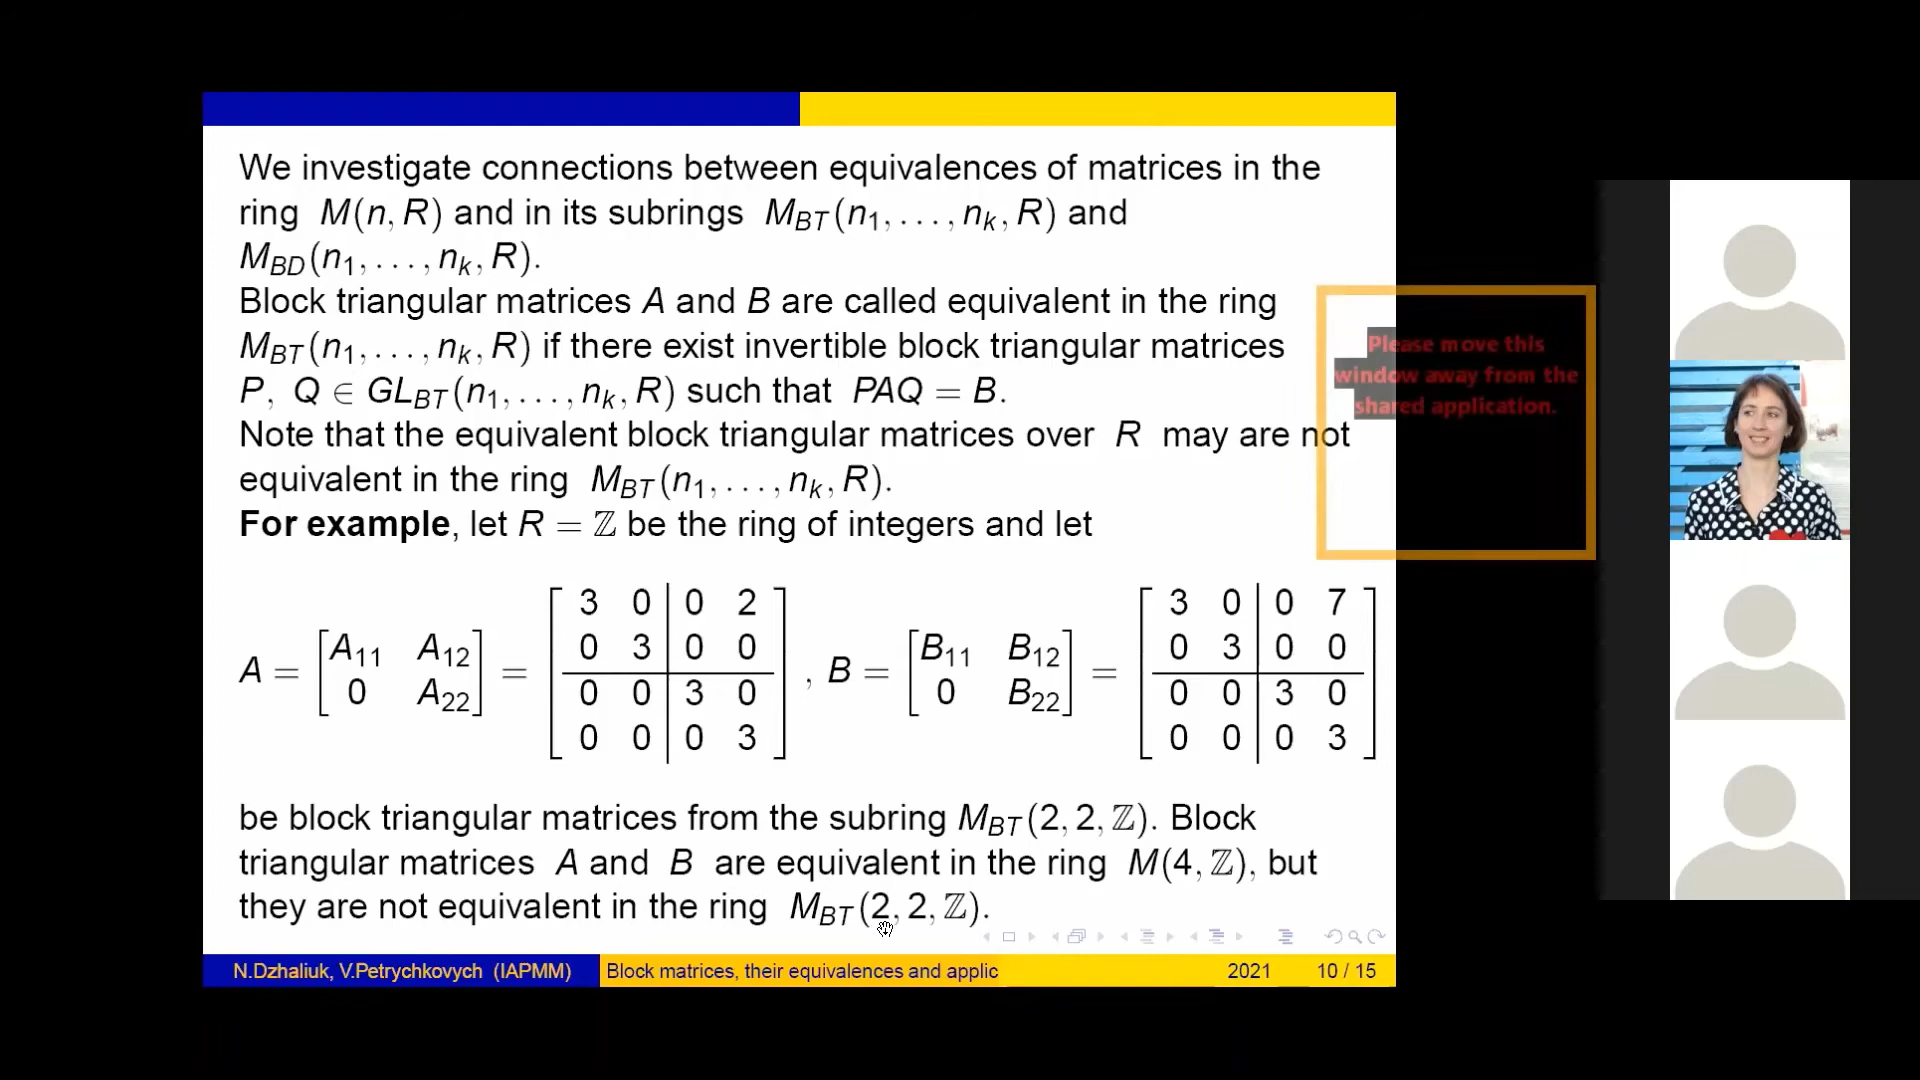 We investigate connections between equivalences of matrices in the
ring M(n, R) and in its subrings M_BT(n_1, . . . , n_k, R) and
M_BD(n_1, . . . , n_k, R).
Block triangular matrices A and B are called equivalent in the ring
M_BT(n_1, . . . , n_k, R) if there exist invertible block triangular matrices
P, Q ∈ GL_BT(n_1, . . . , n_k, R) such that PAQ = B.
Note that the equivalent block triangular matrices over R may are not
equivalent in the ring M_BT(n_1, . . . , n_k, R).
For example, let R = ℤ be the ring of integers and let
A = [A_11 A_12; 0 A_22] = [3 0 | 0 2; 0 3 | 0 0; 0 0 | 3 0; 0 0 | 0 3], B = [B_11 B_12; 0 B_22] = [3 0 | 0 7; 0 3 | 0 0; 0 0 | 3 0; 0 0 | 0 3]
be block triangular matrices from the subring M_BT(2, 2, ℤ). Block
triangular matrices A and B are equivalent in the ring M(4, ℤ), but
they are not equivalent in the ring M_BT(2, 2, ℤ).
N.Dzhaliuk, V.Petrychkovych (IAPMM) Block matrices, their equivalences and applic 2021 10 / 15
Please move this
window away from the
shared application.